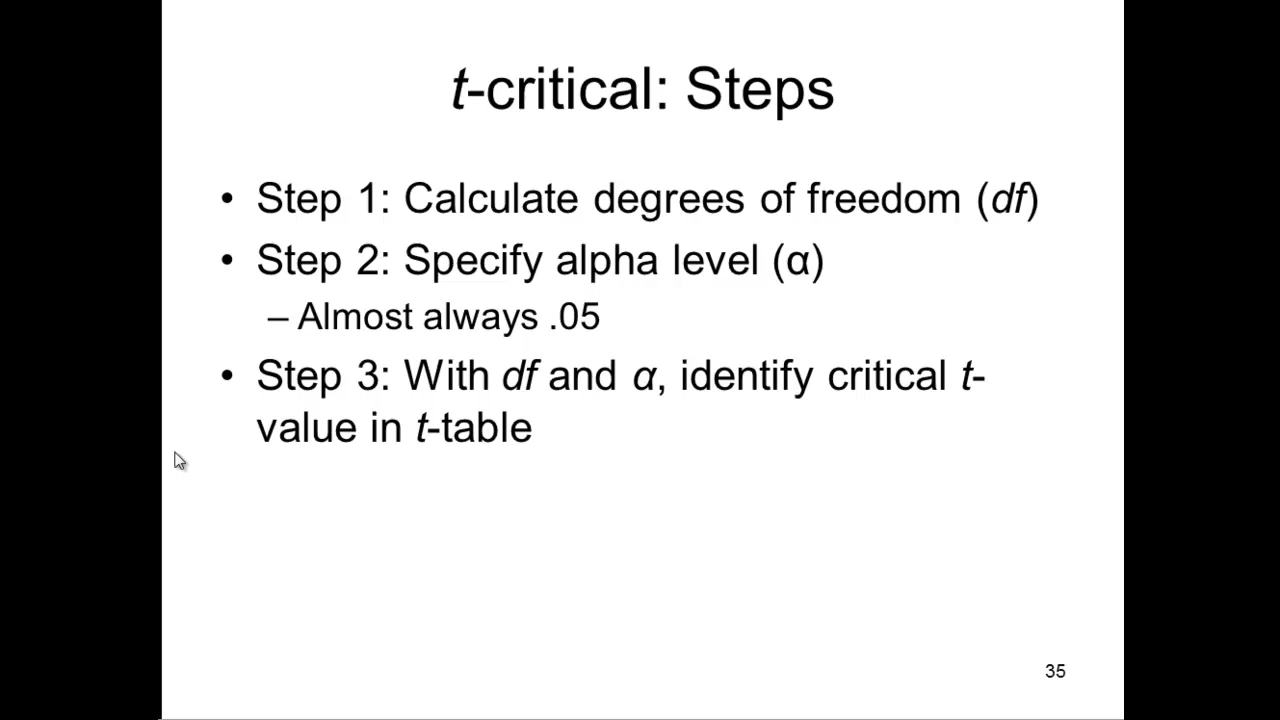 t-critical: Steps
• Step 1: Calculate degrees of freedom (df)
• Step 2: Specify alpha level (α)
– Almost always .05
• Step 3: With df and α, identify critical t-
value in t-table
35